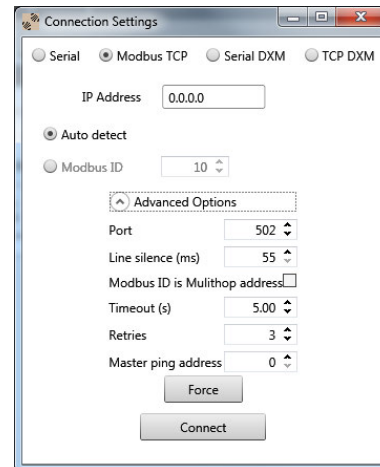 Connection Settings
Serial Modbus TCP Serial DXM TCP DXM
IP Address 0.0.0.0
Auto detect
Modbus ID 10
Advanced Options
Port 502
Line silence (ms) 55
Modbus ID is Mulithop address
Timeout (s) 5.00
Retries 3
Master ping address 0
Force
Connect